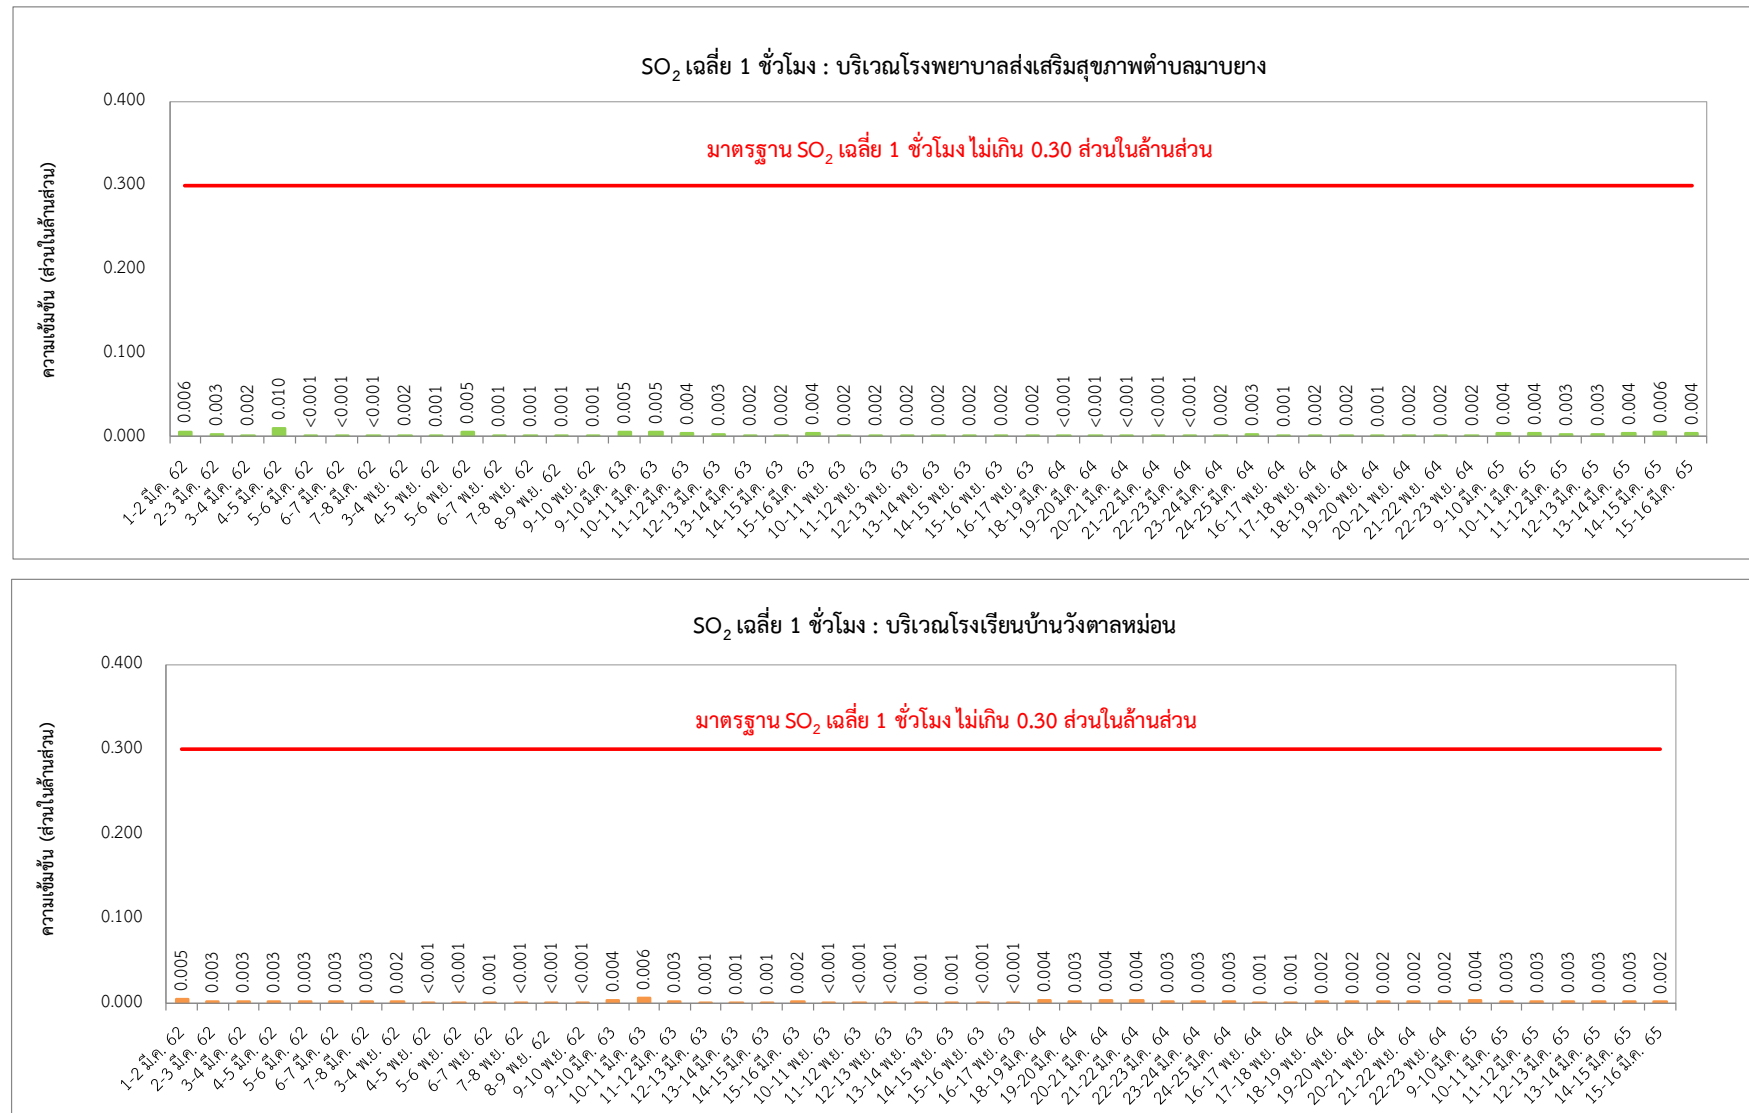 SO2 เฉลี่ย 1 ชั่วโมง : บริเวณโรงพยาบาลส่งเสริมสุขภาพตำบลมาบยาง
มาตรฐาน SO2 เฉลี่ย 1 ชั่วโมง ไม่เกิน 0.30 ส่วนในล้านส่วน
ความเข้มข้น (ส่วนในล้านส่วน)
0.400
0.300
0.200
0.100
0.000
0.006 0.003 0.002 0.010 <0.001 <0.001 <0.001 0.002 0.001 0.005 0.001 0.001 0.001 0.001 0.005 0.005 0.004 0.003 0.002 0.002 0.004 0.002 0.002 0.002 0.002 0.002 0.002 0.002 <0.001 <0.001 <0.001 <0.001 <0.001 0.002 0.003 0.001 0.002 0.002 0.001 0.002 0.002 0.002 0.004 0.004 0.003 0.003 0.004 0.006 0.004
1-2 มี.ค. 62 2-3 มี.ค. 62 3-4 มี.ค. 62 4-5 มี.ค. 62 5-6 มี.ค. 62 6-7 มี.ค. 62 7-8 มี.ค. 62 3-4 พ.ย. 62 4-5 พ.ย. 62 5-6 พ.ย. 62 6-7 พ.ย. 62 7-8 พ.ย. 62 8-9 พ.ย. 62 9-10 พ.ย. 62 9-10 มี.ค. 63 10-11 มี.ค. 63 11-12 มี.ค. 63 12-13 มี.ค. 63 13-14 มี.ค. 63 14-15 มี.ค. 63 15-16 มี.ค. 63 10-11 พ.ย. 63 11-12 พ.ย. 63 12-13 พ.ย. 63 13-14 พ.ย. 63 14-15 พ.ย. 63 15-16 พ.ย. 63 16-17 พ.ย. 63 18-19 มี.ค. 64 19-20 มี.ค. 64 20-21 มี.ค. 64 21-22 มี.ค. 64 22-23 มี.ค. 64 23-24 มี.ค. 64 24-25 มี.ค. 64 16-17 พ.ย. 64 17-18 พ.ย. 64 18-19 พ.ย. 64 19-20 พ.ย. 64 20-21 พ.ย. 64 21-22 พ.ย. 64 22-23 พ.ย. 64 9-10 มี.ค. 65 10-11 มี.ค. 65 11-12 มี.ค. 65 12-13 มี.ค. 65 13-14 มี.ค. 65 14-15 มี.ค. 65 15-16 มี.ค. 65
SO2 เฉลี่ย 1 ชั่วโมง : บริเวณโรงเรียนบ้านวังตาลหม่อน
มาตรฐาน SO2 เฉลี่ย 1 ชั่วโมง ไม่เกิน 0.30 ส่วนในล้านส่วน
ความเข้มข้น (ส่วนในล้านส่วน)
0.400
0.300
0.200
0.100
0.000
0.005 0.003 0.003 0.003 0.003 0.003 0.003 0.002 <0.001 <0.001 0.001 <0.001 <0.001 <0.001 0.004 0.006 0.003 0.001 0.001 0.001 0.002 <0.001 <0.001 <0.001 0.001 0.001 <0.001 <0.001 0.004 0.003 0.004 0.004 0.003 0.003 0.003 0.001 0.001 0.002 0.002 0.002 0.002 0.002 0.004 0.003 0.003 0.003 0.003 0.003 0.002
1-2 มี.ค. 62 2-3 มี.ค. 62 3-4 มี.ค. 62 4-5 มี.ค. 62 5-6 มี.ค. 62 6-7 มี.ค. 62 7-8 มี.ค. 62 3-4 พ.ย. 62 4-5 พ.ย. 62 5-6 พ.ย. 62 6-7 พ.ย. 62 7-8 พ.ย. 62 8-9 พ.ย. 62 9-10 พ.ย. 62 9-10 มี.ค. 63 10-11 มี.ค. 63 11-12 มี.ค. 63 12-13 มี.ค. 63 13-14 มี.ค. 63 14-15 มี.ค. 63 15-16 มี.ค. 63 10-11 พ.ย. 63 11-12 พ.ย. 63 12-13 พ.ย. 63 13-14 พ.ย. 63 14-15 พ.ย. 63 15-16 พ.ย. 63 16-17 พ.ย. 63 18-19 มี.ค. 64 19-20 มี.ค. 64 20-21 มี.ค. 64 21-22 มี.ค. 64 22-23 มี.ค. 64 23-24 มี.ค. 64 24-25 มี.ค. 64 16-17 พ.ย. 64 17-18 พ.ย. 64 18-19 พ.ย. 64 19-20 พ.ย. 64 20-21 พ.ย. 64 21-22 พ.ย. 64 22-23 พ.ย. 64 9-10 มี.ค. 65 10-11 มี.ค. 65 11-12 มี.ค. 65 12-13 มี.ค. 65 13-14 มี.ค. 65 14-15 มี.ค. 65 15-16 มี.ค. 65